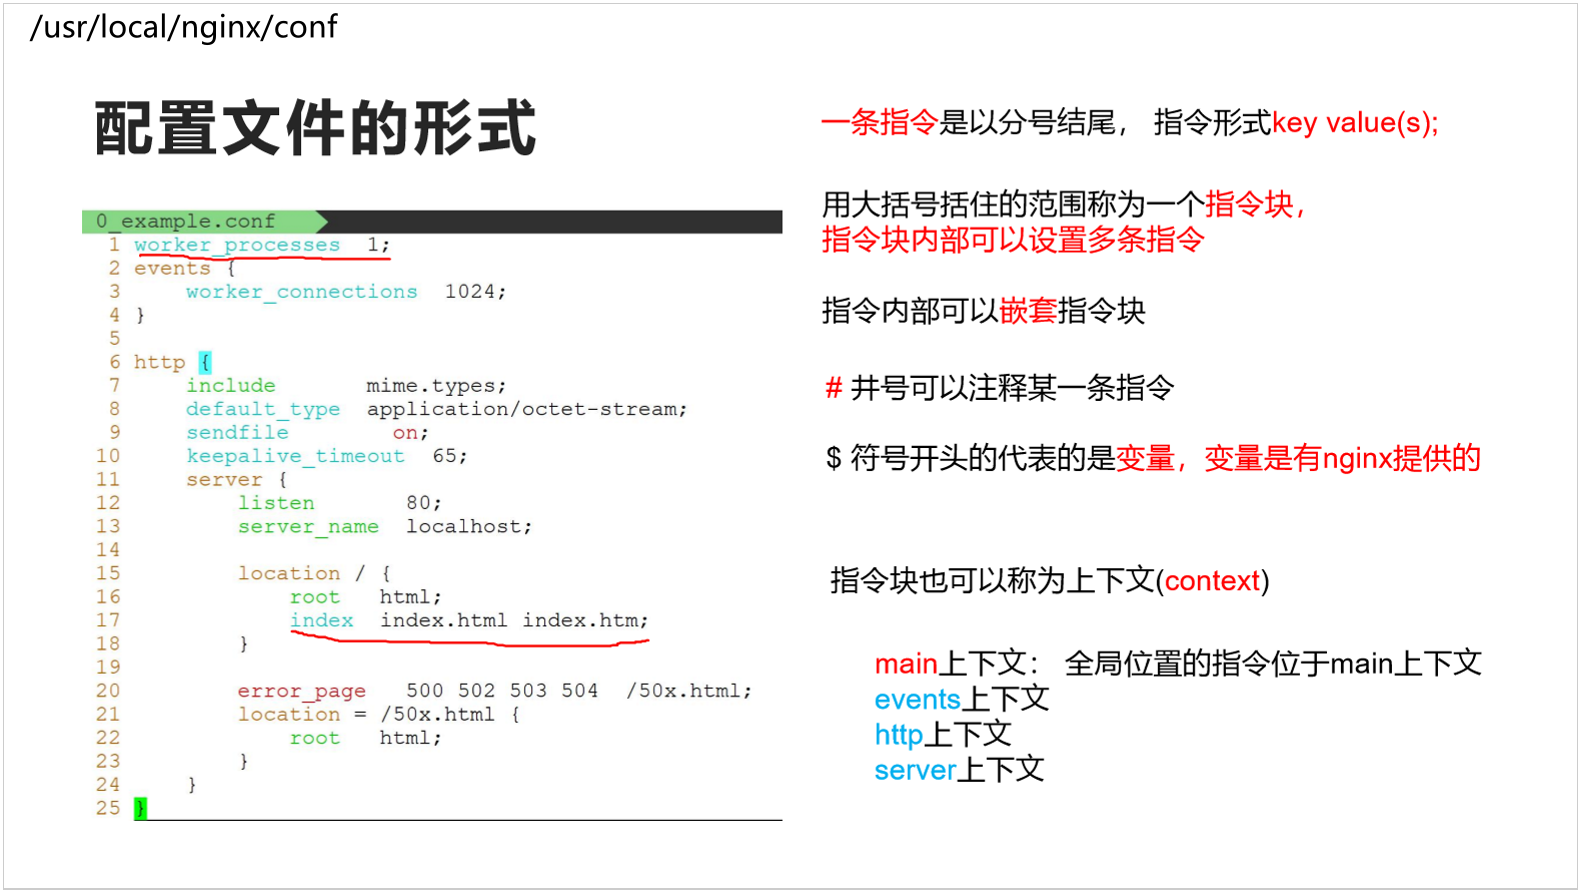 /usr/local/nginx/conf
配置文件的形式
0_example.conf
1 worker_processes 1;
2 events {
3 worker_connections 1024;
4 }
5
6 http {
7 include mime.types;
8 default_type application/octet-stream;
9 sendfile on;
10 keepalive_timeout 65;
11 server {
12 listen 80;
13 server_name localhost;
14
15 location / {
16 root html;
17 index index.html index.htm;
18 }
19
20 error_page 500 502 503 504 /50x.html;
21 location = /50x.html {
22 root html;
23 }
24 }
25 }
一条指令是以分号结尾， 指令形式key value(s);
用大括号括住的范围称为一个指令块，
指令块内部可以设置多条指令
指令内部可以嵌套指令块
# 井号可以注释某一条指令
$ 符号开头的代表的是变量，变量是有nginx提供的
指令块也可以称为上下文(context)
main上下文： 全局位置的指令位于main上下文
events上下文
http上下文
server上下文